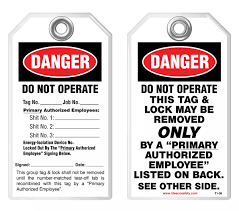 DANGER
DO NOT OPERATE
Tag No. Job No.
Primary Authorized Employees:
Shit No. 1:
Shit No. 2:
Shit No. 3:
Energy-Isolation Device No.
Locked Out By The "Primary Authorized
Employee" Signing Below.
Signed: Date:
This group tag & lock shall not be removed
until the number-matched tear-off tab is
recombined with this tag by a "Primary
Authorized Employee".
DANGER
DO NOT OPERATE
THIS TAG &
LOCK MAY BE
REMOVED
ONLY
BY A "PRIMARY
AUTHORIZED
EMPLOYEE"
LISTED ON BACK.
SEE OTHER SIDE.